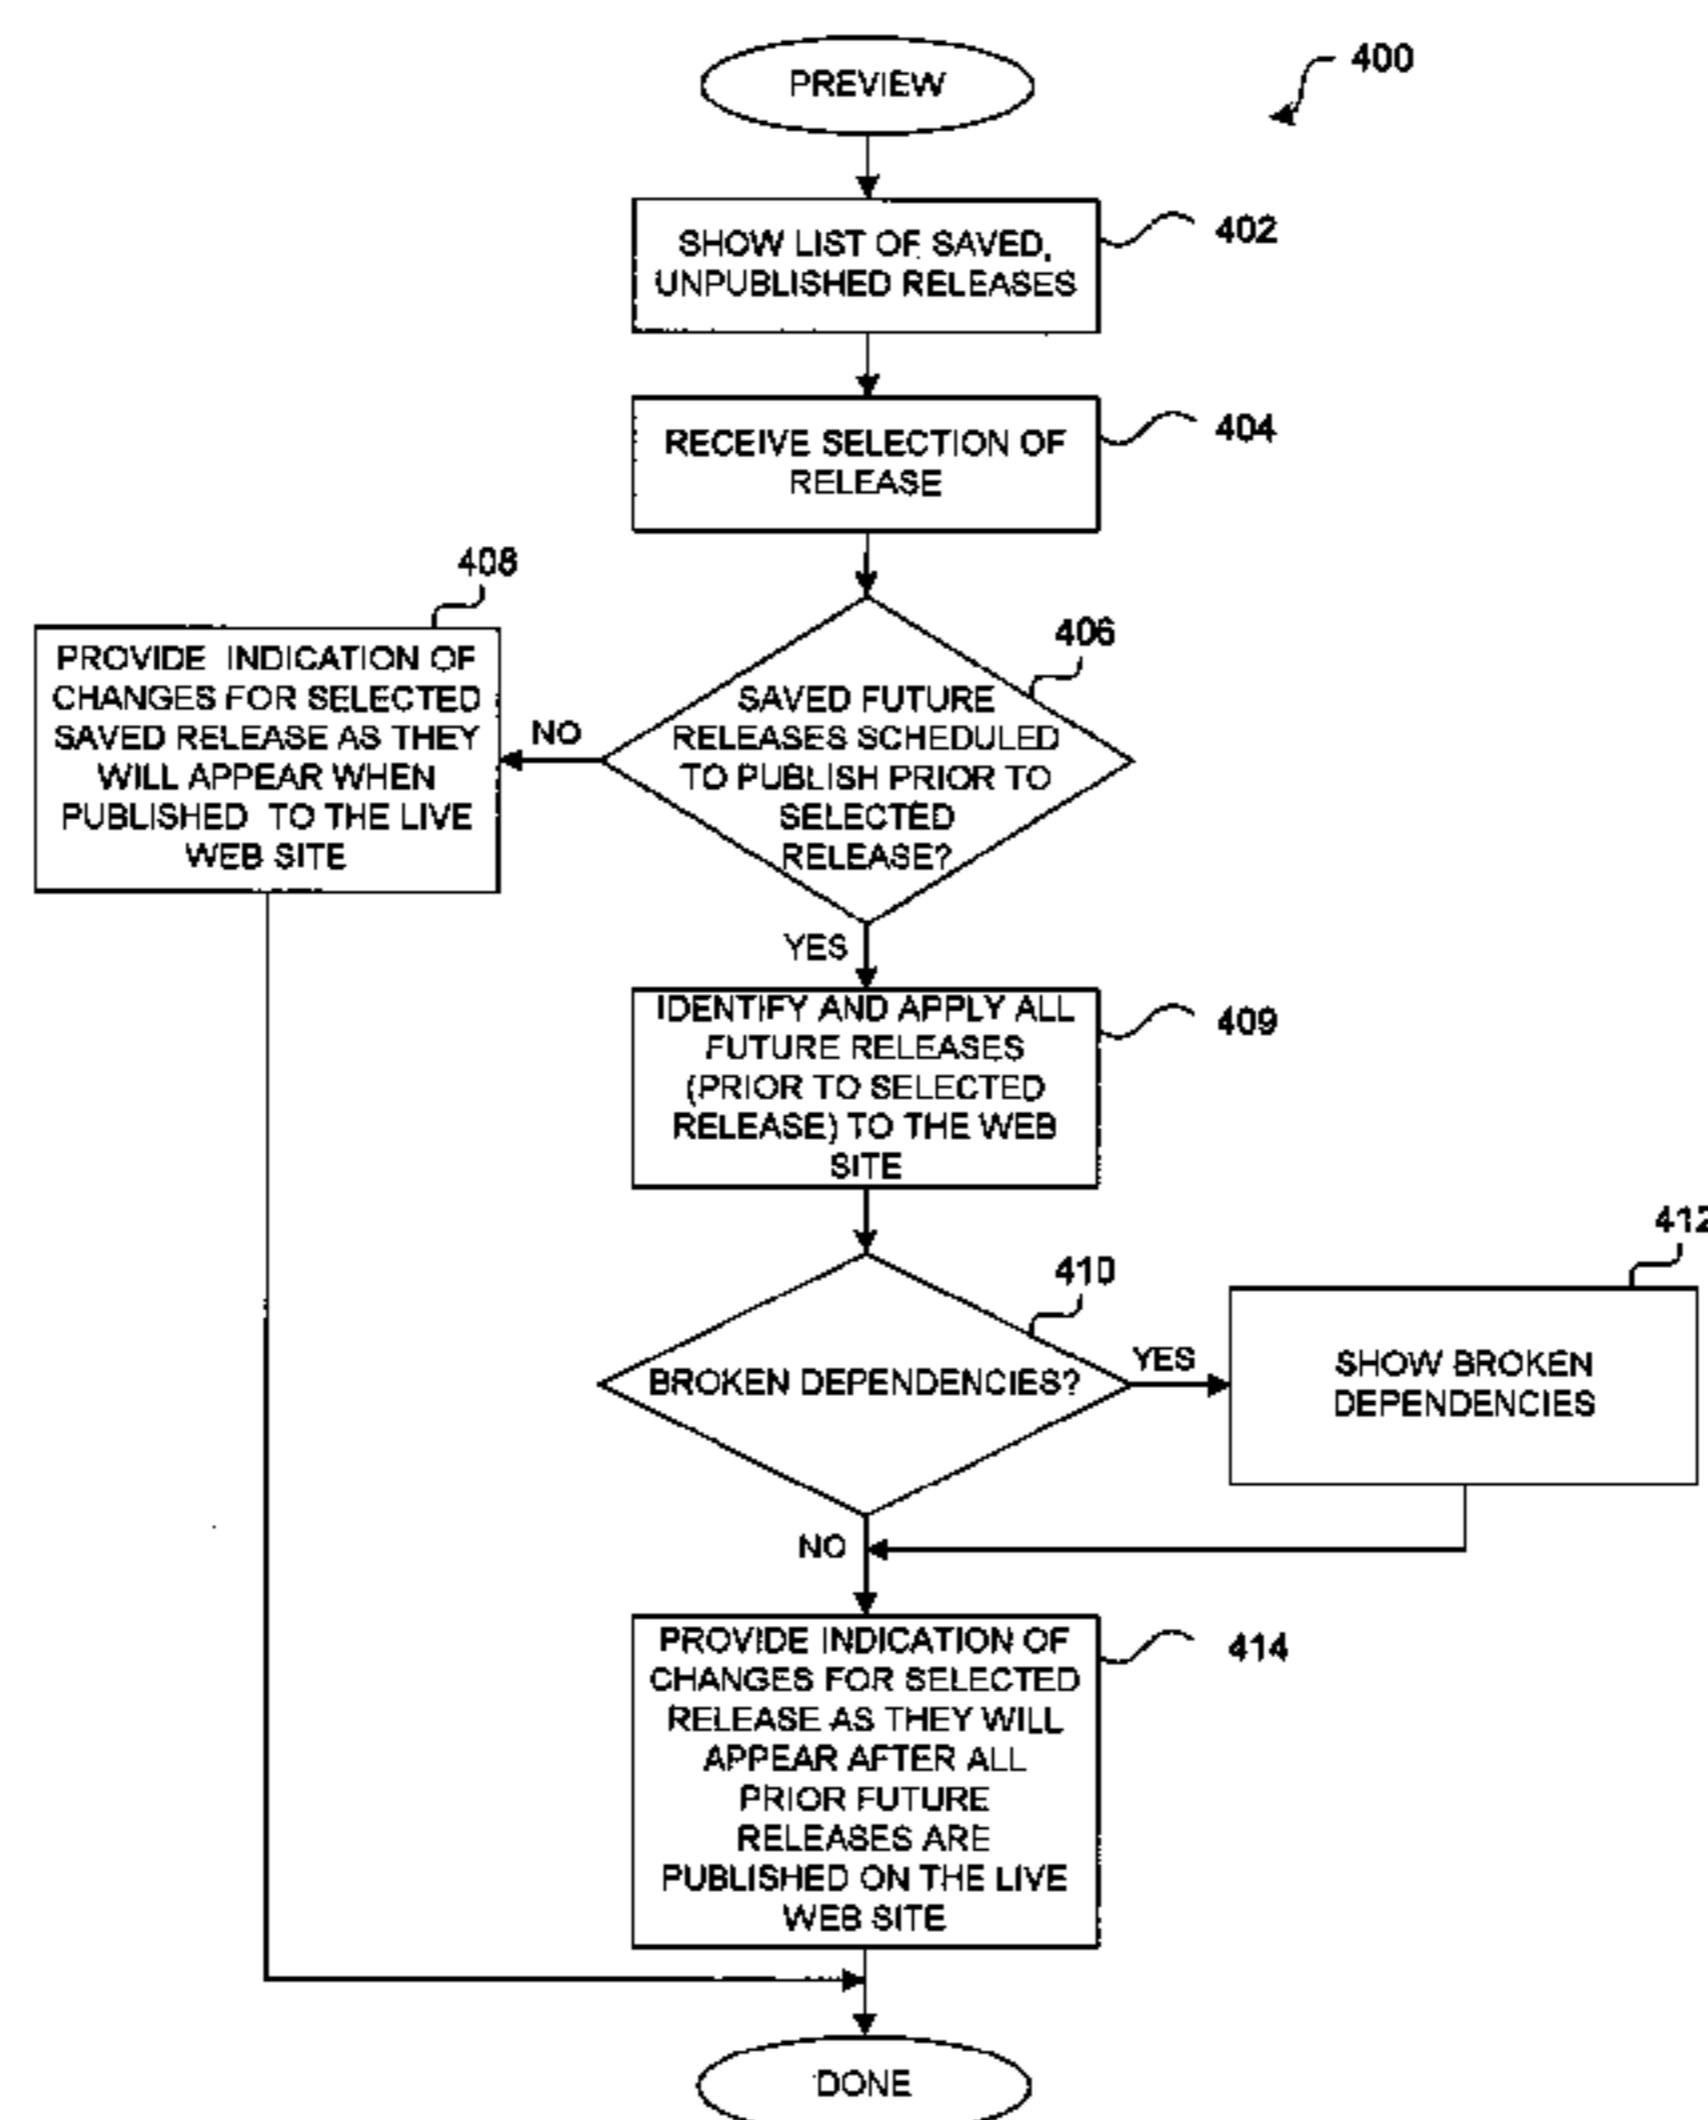 PREVIEW
400
SHOW LIST OF SAVED,
UNPUBLISHED RELEASES
402
RECEIVE SELECTION OF
RELEASE
404
SAVED FUTURE
RELEASES SCHEDULED
TO PUBLISH PRIOR TO
SELECTED
RELEASE?
406
NO
408
PROVIDE INDICATION OF
CHANGES FOR SELECTED
SAVED RELEASE AS THEY
WILL APPEAR WHEN
PUBLISHED TO THE LIVE
WEB SITE
YES
IDENTIFY AND APPLY ALL
FUTURE RELEASES
(PRIOR TO SELECTED
RELEASE) TO THE WEB
SITE
409
BROKEN DEPENDENCIES?
410
YES
412
SHOW BROKEN
DEPENDENCIES
NO
PROVIDE INDICATION OF
CHANGES FOR SELECTED
RELEASE AS THEY WILL
APPEAR AFTER ALL
PRIOR FUTURE
RELEASES ARE
PUBLISHED ON THE LIVE
WEB SITE
414
DONE